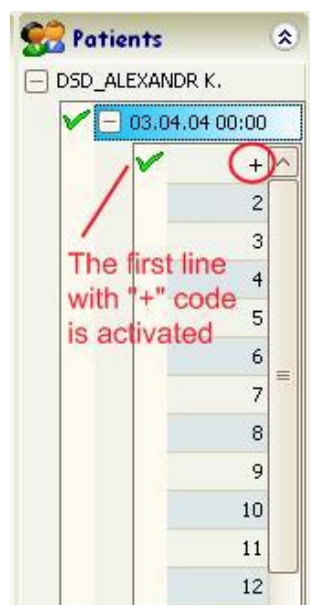 Patients
DSD_ALEXANDR K.
03.04.04 00:00
+
2
3
The first line
4
with "+" code
5
is activated
6
7
8
9
10
11
12